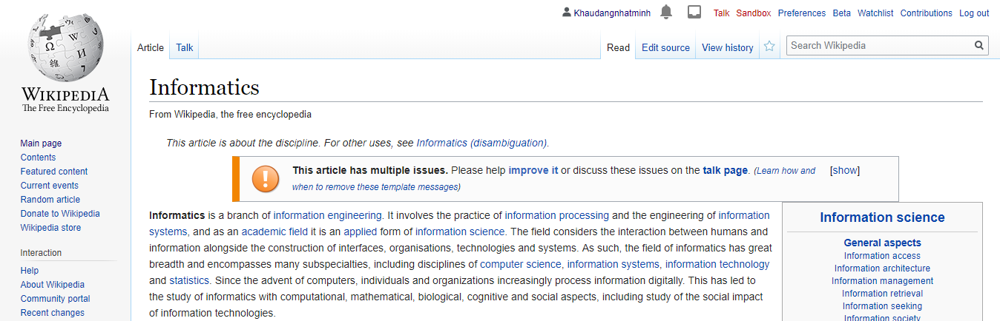 Khaudangnhatminh Talk Sandbox Preferences Beta Watchlist Contributions Log out
Article Talk Read Edit source View history Search Wikipedia
Ω W И 維
WIKIPEDIA
The Free Encyclopedia
Main page
Contents
Featured content
Current events
Random article
Donate to Wikipedia
Wikipedia store
Interaction
Help
About Wikipedia
Community portal
Recent changes
Informatics
From Wikipedia, the free encyclopedia
This article is about the discipline. For other uses, see Informatics (disambiguation).
This article has multiple issues. Please help improve it or discuss these issues on the talk page. (Learn how and [show]
when to remove these template messages)
Informatics is a branch of information engineering. It involves the practice of information processing and the engineering of information
systems, and as an academic field it is an applied form of information science. The field considers the interaction between humans and
information alongside the construction of interfaces, organisations, technologies and systems. As such, the field of informatics has great
breadth and encompasses many subspecialties, including disciplines of computer science, information systems, information technology
and statistics. Since the advent of computers, individuals and organizations increasingly process information digitally. This has led to
the study of informatics with computational, mathematical, biological, cognitive and social aspects, including study of the social impact
of information technologies.
Information science
General aspects
Information access
Information architecture
Information management
Information retrieval
Information seeking
Information society